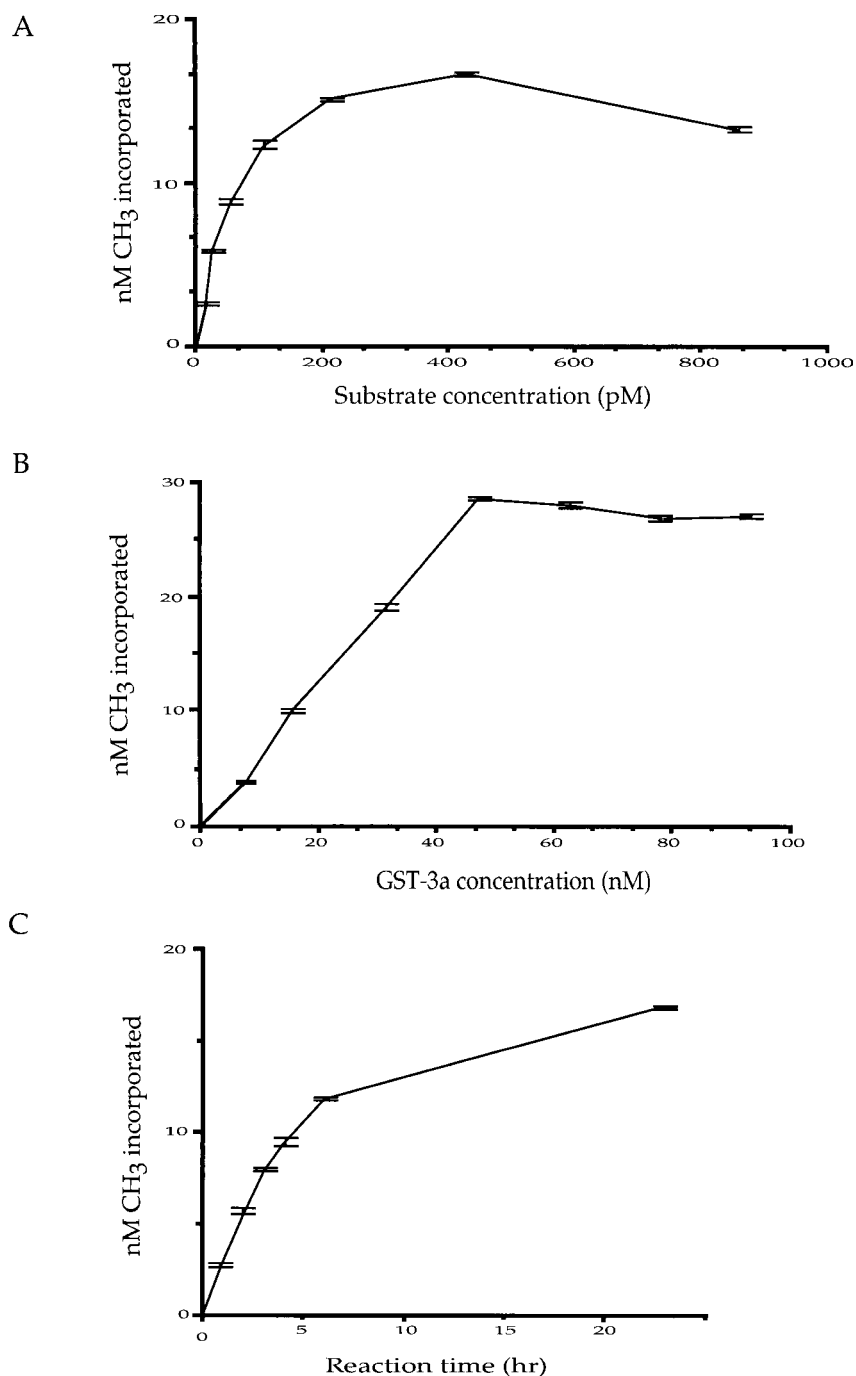 A
20
10
0
nM CH3 incorporated
0 200 400 600 800 1000
Substrate concentration (pM)
B
30
20
10
0
nM CH3 incorporated
0 20 40 60 80 100
GST-3a concentration (nM)
C
20
10
0
nM CH3 incorporated
0 5 10 15 20
Reaction time (hr)